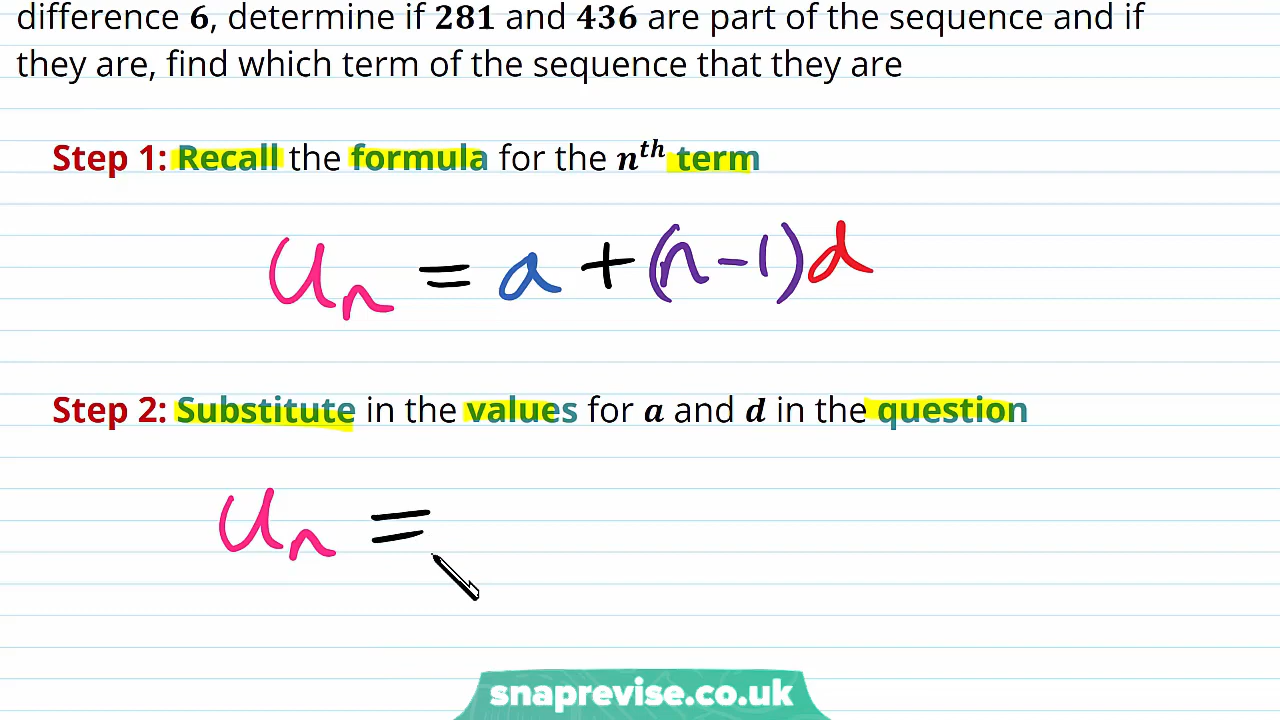 difference 6, determine if 281 and 436 are part of the sequence and if
they are, find which term of the sequence that they are
Step 1: Recall the formula for the nᵗʰ term
uₙ = a + (n-1)d
Step 2: Substitute in the values for a and d in the question
uₙ =
snaprevise.co.uk